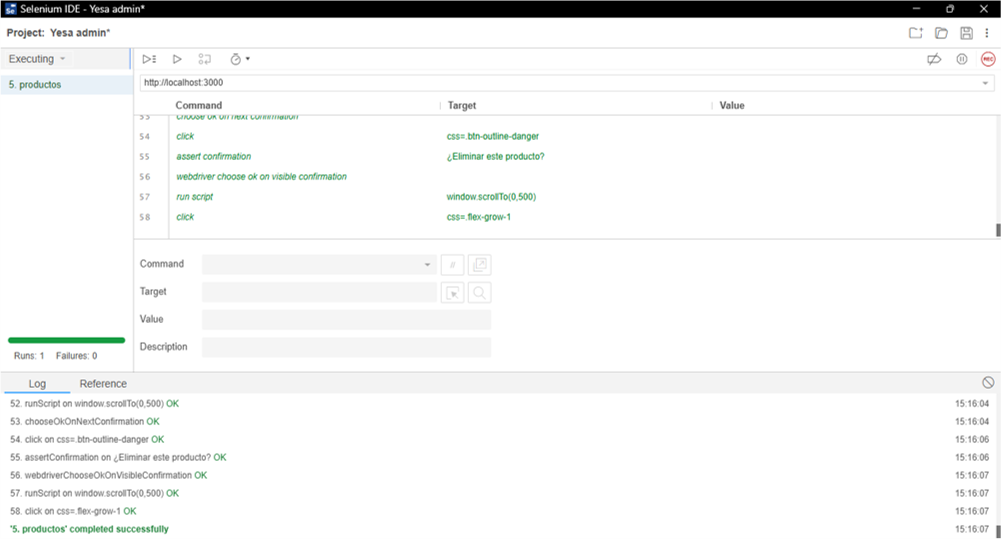 Selenium IDE - Yesa admin*
Project: Yesa admin*
Executing
5. productos
http://localhost:3000
Command Target Value
53 choose ok on next confirmation
54 click css=.btn-outline-danger
55 assert confirmation ¿Eliminar este producto?
56 webdriver choose ok on visible confirmation
57 run script window.scrollTo(0,500)
58 click css=.flex-grow-1
Command
//
Target
Value
Description
Runs: 1 Failures: 0
Log Reference
52. runScript on window.scrollTo(0,500) OK 15:16:04
53. chooseOkOnNextConfirmation OK 15:16:04
54. click on css=.btn-outline-danger OK 15:16:06
55. assertConfirmation on ¿Eliminar este producto? OK 15:16:06
56. webdriverChooseOkOnVisibleConfirmation OK 15:16:07
57. runScript on window.scrollTo(0,500) OK 15:16:07
58. click on css=.flex-grow-1 OK 15:16:07
'5. productos' completed successfully 15:16:07